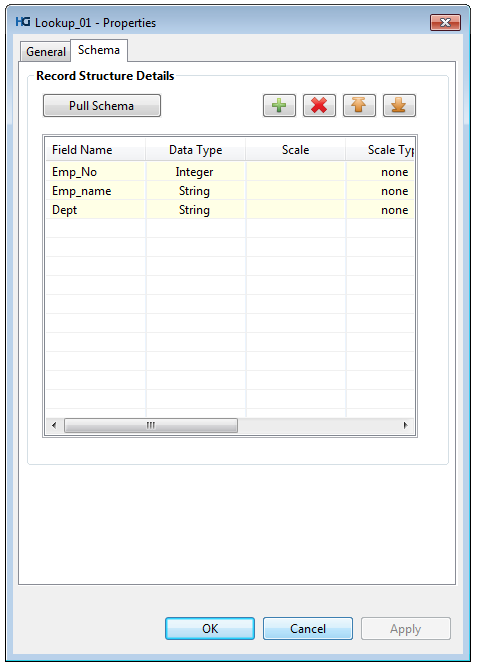 HG Lookup_01 - Properties
General Schema
Record Structure Details
Pull Schema
Field Name Data Type Scale Scale Typ
Emp_No Integer none
Emp_name String none
Dept String none
OK Cancel Apply